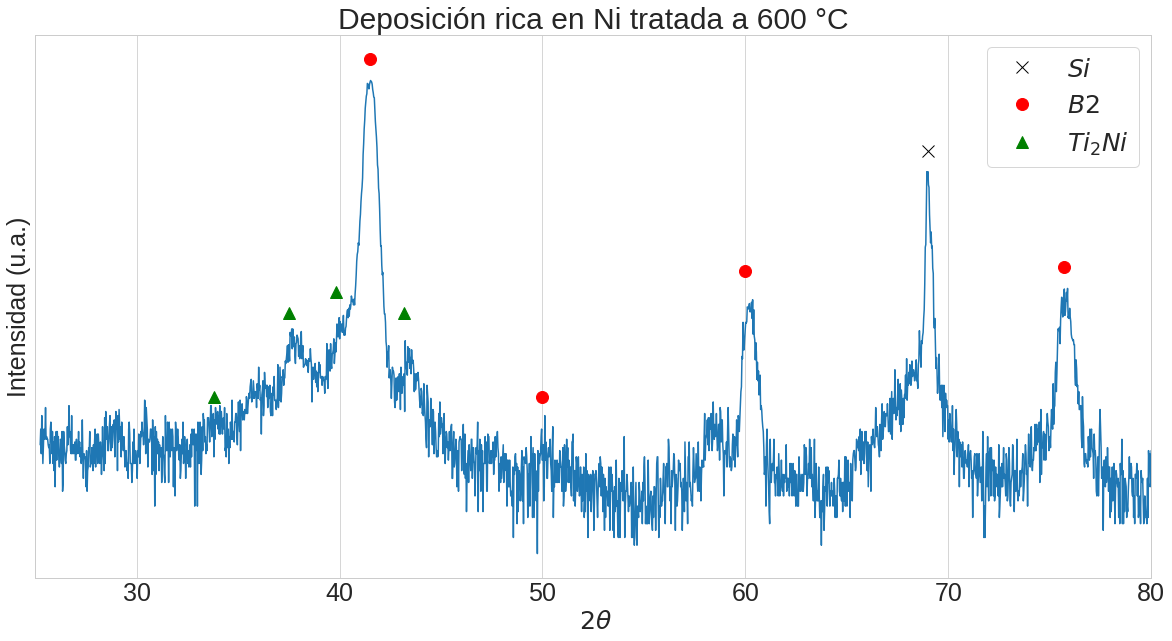 Deposición rica en Ni tratada a 600 °C
Si
B2
Ti₂Ni
Intensidad (u.a.)
30 40 50 60 70 80
2θ